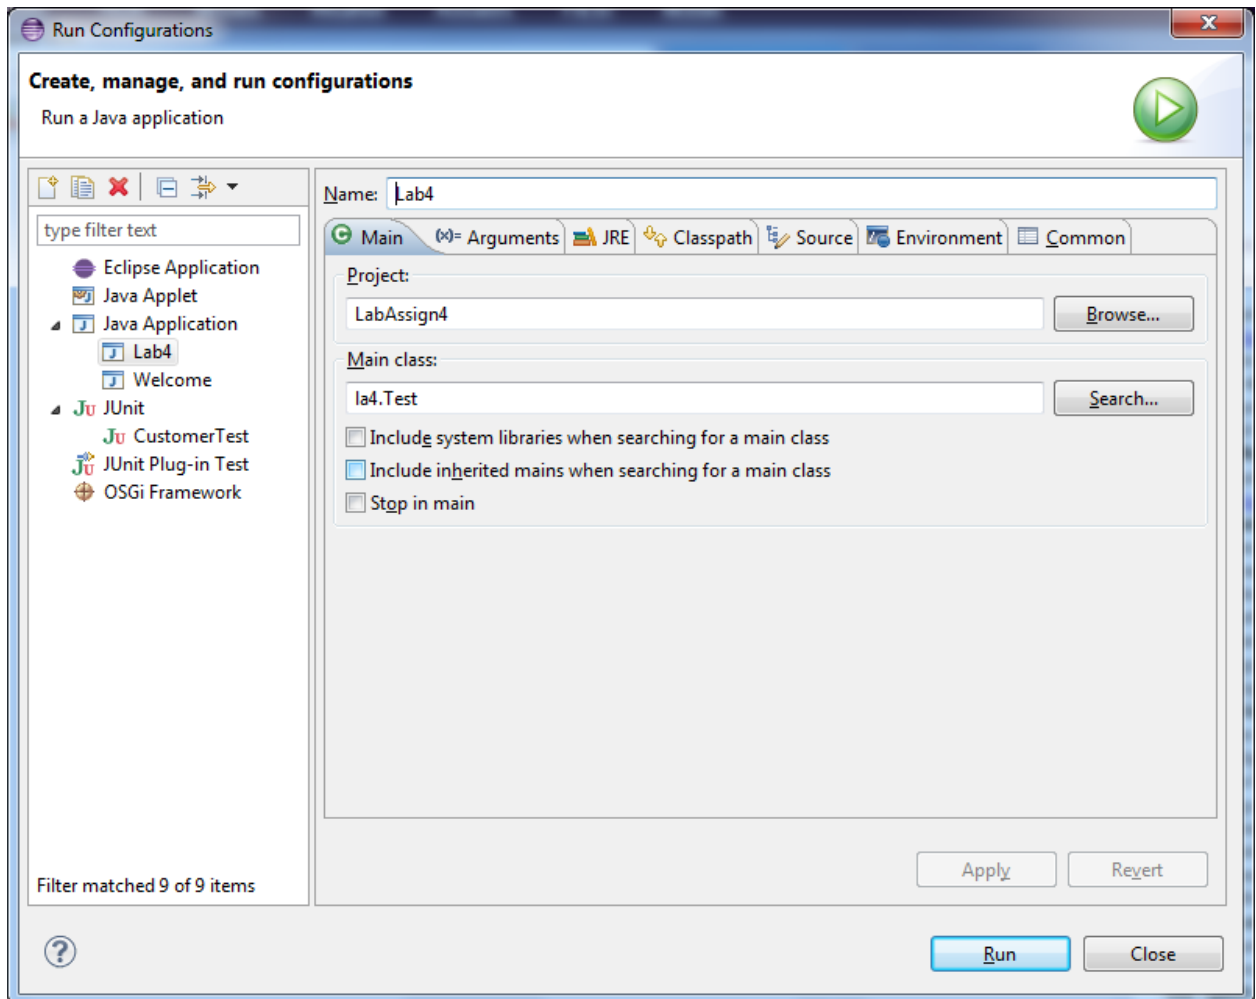 Run Configurations
X
Create, manage, and run configurations
Run a Java application
type filter text
Eclipse Application
Java Applet
Java Application
Lab4
Welcome
JUnit
CustomerTest
JUnit Plug-in Test
OSGi Framework
Filter matched 9 of 9 items
Name: Lab4
Main (x)= Arguments JRE Classpath Source Environment Common
Project:
LabAssign4 Browse...
Main class:
la4.Test Search...
Include system libraries when searching for a main class
Include inherited mains when searching for a main class
Stop in main
Apply Revert
? Run Close